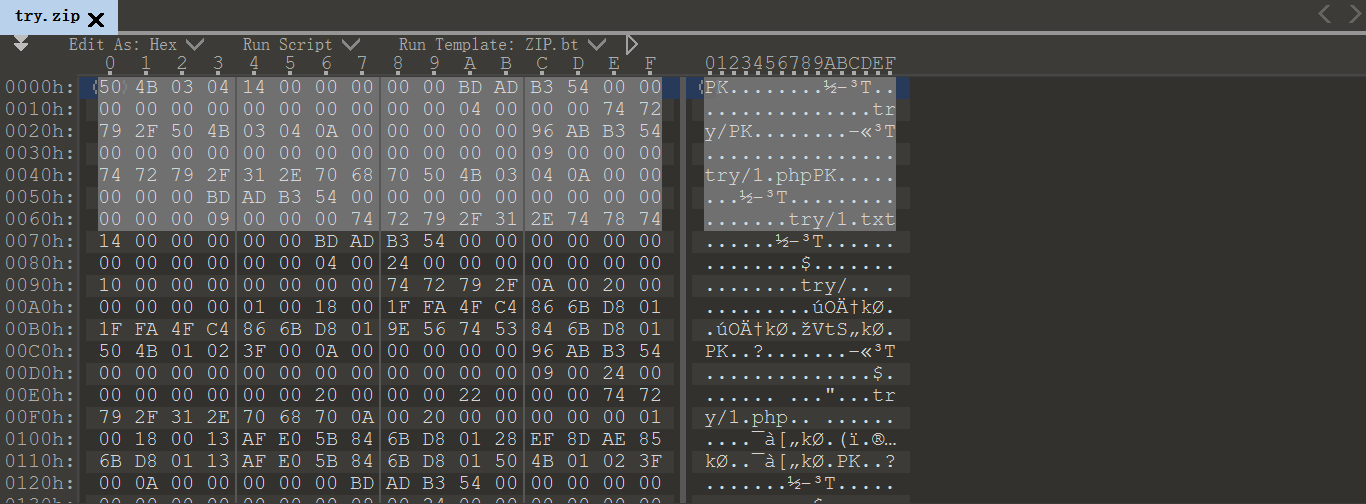 try.zip
Edit As: Hex Run Script Run Template: ZIP.bt
0 1 2 3 4 5 6 7 8 9 A B C D E F 0123456789ABCDEF
0000h: 50 4B 03 04 14 00 00 00 00 00 BD AD B3 54 00 00 PK........½-³T..
0010h: 00 00 00 00 00 00 00 00 00 00 04 00 00 00 74 72 ..............tr
0020h: 79 2F 50 4B 03 04 0A 00 00 00 00 00 96 AB B3 54 y/PK........–«³T
0030h: 00 00 00 00 00 00 00 00 00 00 00 00 09 00 00 00 ................
0040h: 74 72 79 2F 31 2E 70 68 70 50 4B 03 04 0A 00 00 try/1.phpPK.....
0050h: 00 00 00 BD AD B3 54 00 00 00 00 00 00 00 00 00 ...½-³T.........
0060h: 00 00 00 09 00 00 00 74 72 79 2F 31 2E 74 78 74 .......try/1.txt
0070h: 14 00 00 00 00 00 BD AD B3 54 00 00 00 00 00 00 ......½-³T......
0080h: 00 00 00 00 00 00 04 00 24 00 00 00 00 00 00 00 ........$.......
0090h: 10 00 00 00 00 00 00 00 74 72 79 2F 0A 00 20 00 ........try/.. .
00A0h: 00 00 00 00 01 00 18 00 1F FA 4F C4 86 6B D8 01 .........úOÄ†kØ.
00B0h: 1F FA 4F C4 86 6B D8 01 9E 56 74 53 84 6B D8 01 .úOÄ†kØ.žVtS„kØ.
00C0h: 50 4B 01 02 3F 00 0A 00 00 00 00 00 96 AB B3 54 PK..?.......–«³T
00D0h: 00 00 00 00 00 00 00 00 00 00 00 00 09 00 24 00 ..............$.
00E0h: 00 00 00 00 00 00 20 00 00 00 00 00 22 00 00 00 74 72 ...... ..."...tr
00F0h: 79 2F 31 2E 70 68 70 0A 00 20 00 00 00 00 00 01 y/1.php.. ......
0100h: 00 18 00 13 AF E0 5B 84 6B D8 01 28 EF 8D AE 85 ....¯à[„kØ.(ï.®…
0110h: 6B D8 01 13 AF E0 5B 84 6B D8 01 50 4B 01 02 3F kØ..¯à[„kØ.PK..?
0120h: 00 0A 00 00 00 00 00 BD AD B3 54 00 00 00 00 00 .......½-³T.....